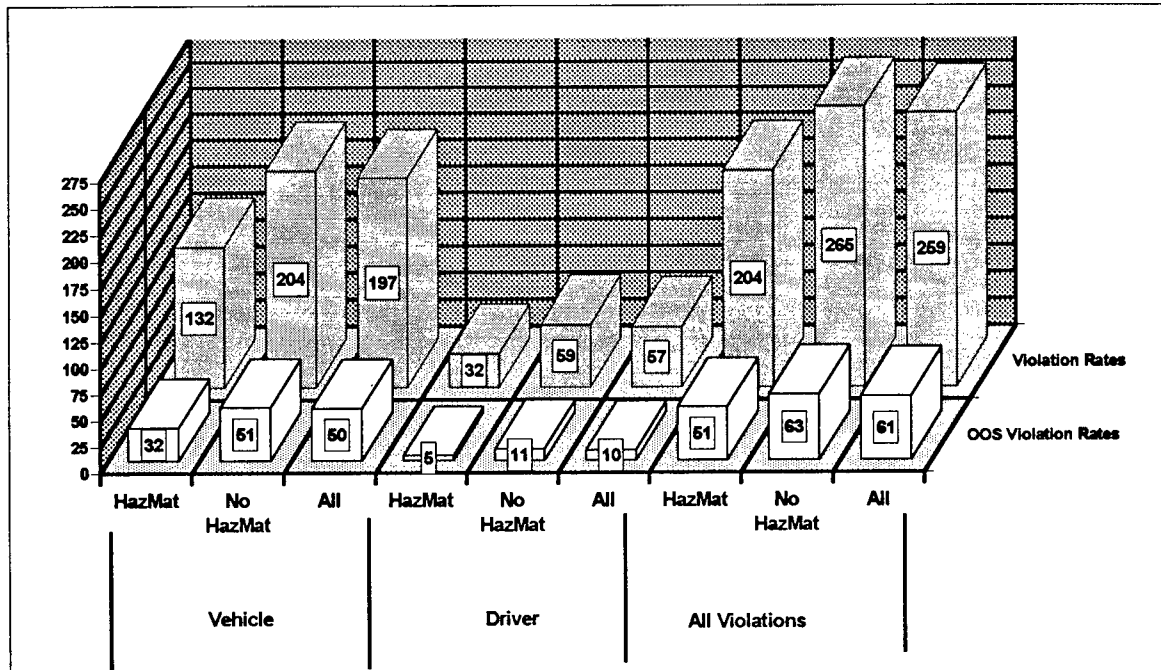 275
250
225
200
175
150
125
100
75
50
25
0
132
204
197
32
59
57
204
265
259
Violation Rates
32
51
50
5
11
10
51
63
61
OOS Violation Rates
HazMat
No
HazMat
All
HazMat
No
HazMat
All
HazMat
No
HazMat
All
Vehicle
Driver
All Violations